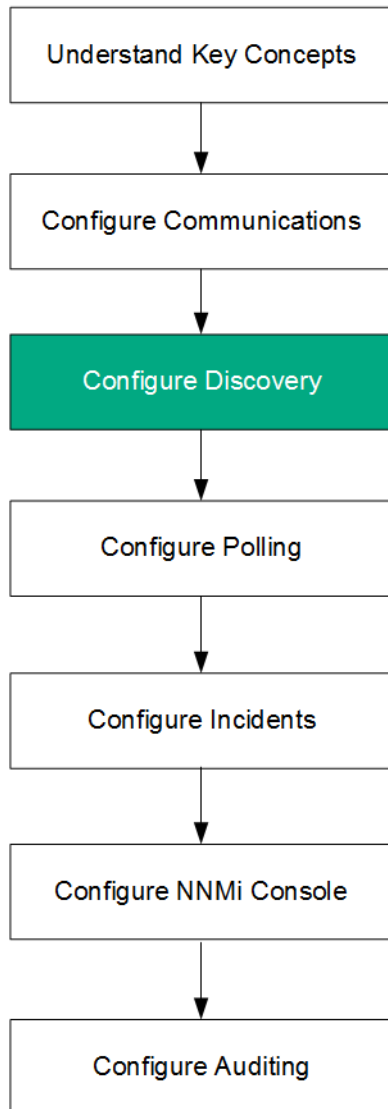 Understand Key Concepts
Configure Communications
Configure Discovery
Configure Polling
Configure Incidents
Configure NNMi Console
Configure Auditing